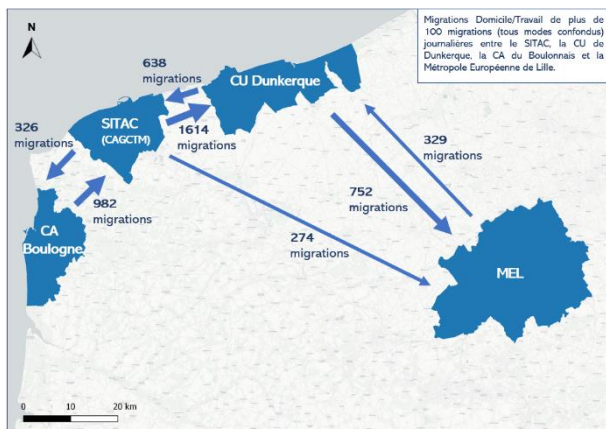 Migrations Domicile/Travail de plus de
100 migrations (tous modes confondus)
journalières entre le SITAC, la CU de
Dunkerque, la CA du Boulonnais et la
Métropole Européenne de Lille.
N
638
migrations
CU Dunkerque
326
migrations
SITAC
(CAGCTM)
1614
migrations
329
migrations
982
migrations
752
migrations
CA
Boulogne
274
migrations
MEL
0 10 20 km